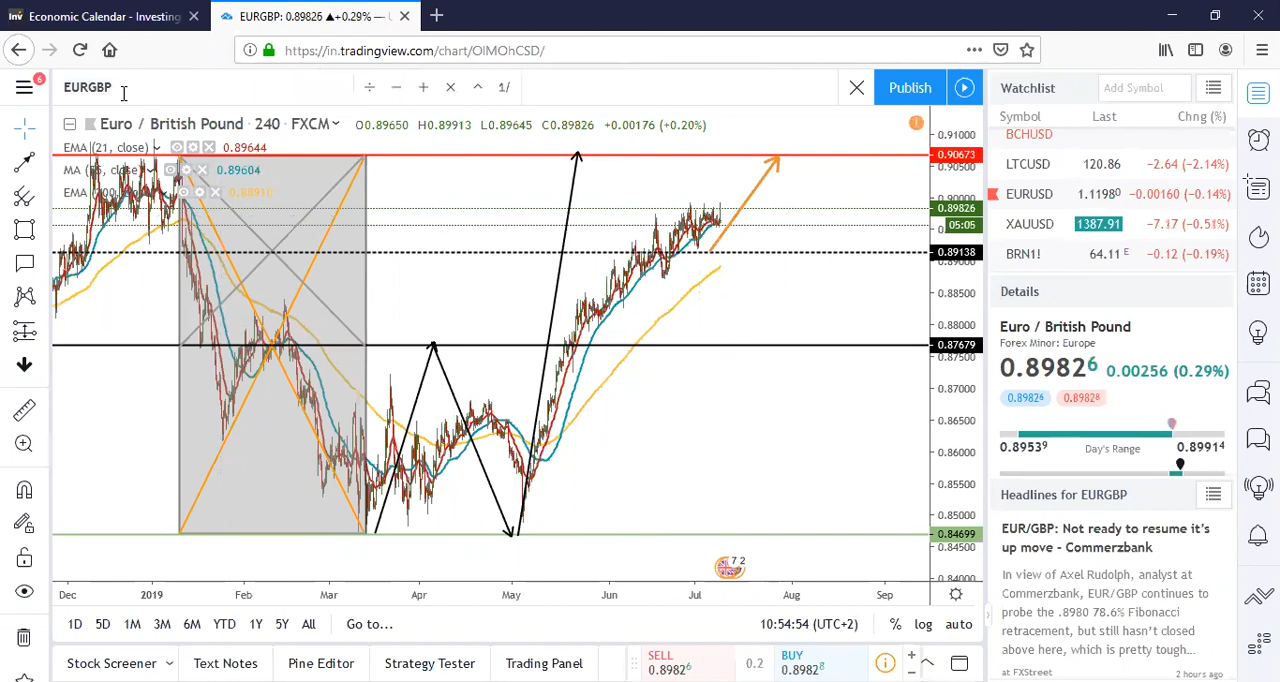 Economic Calendar - Investing
EURGBP: 0.89826 ▲+0.29% —
https://in.tradingview.com/chart/OIMOhCSD/
6
EURGBP
÷ − + × ^ 1/
Publish
Euro / British Pound · 240 · FXCM
O0.89650 H0.89913 L0.89645 C0.89826 +0.00176 (+0.20%)
EMA (21, close) 0.89644
close) 0.89604
close)
0.91000
0.90673
0.90000
0.89826
05:05
0.89138
0.88500
0.88000
0.87679
0.87500
0.87000
0.86500
0.86000
0.85500
0.85000
0.84699
0.84500
0.84000
7 2
Dec 2019 Feb Mar Apr May Jun Jul Aug Sep
1D 5D 1M 3M 6M YTD 1Y 5Y All Go to... 10:54:54 (UTC+2) % log auto
Stock Screener Text Notes Pine Editor Strategy Tester Trading Panel
SELL
0.89826
0.2
BUY
0.89828
Watchlist Add Symbol
Symbol Last Chng (%)
BCHUSD
LTCUSD 120.86 −2.64 (−2.14%)
EURUSD 1.11980 −0.00160 (−0.14%)
XAUUSD 1387.91 −7.17 (−0.51%)
BRN1! 64.11 E −0.12 (−0.19%)
Details
Euro / British Pound
Forex Minor: Europe
0.89826 0.00256 (0.29%)
0.89826 0.89828
0.89539 Day's Range 0.89914
Headlines for EURGBP
EUR/GBP: Not ready to resume it's
up move - Commerzbank
In view of Axel Rudolph, analyst at
Commerzbank, EUR/GBP continues to
probe the .8980 78.6% Fibonacci
retracement, but still hasn't closed
above here, which is pretty tough...
at FXStreet
2 hours ago